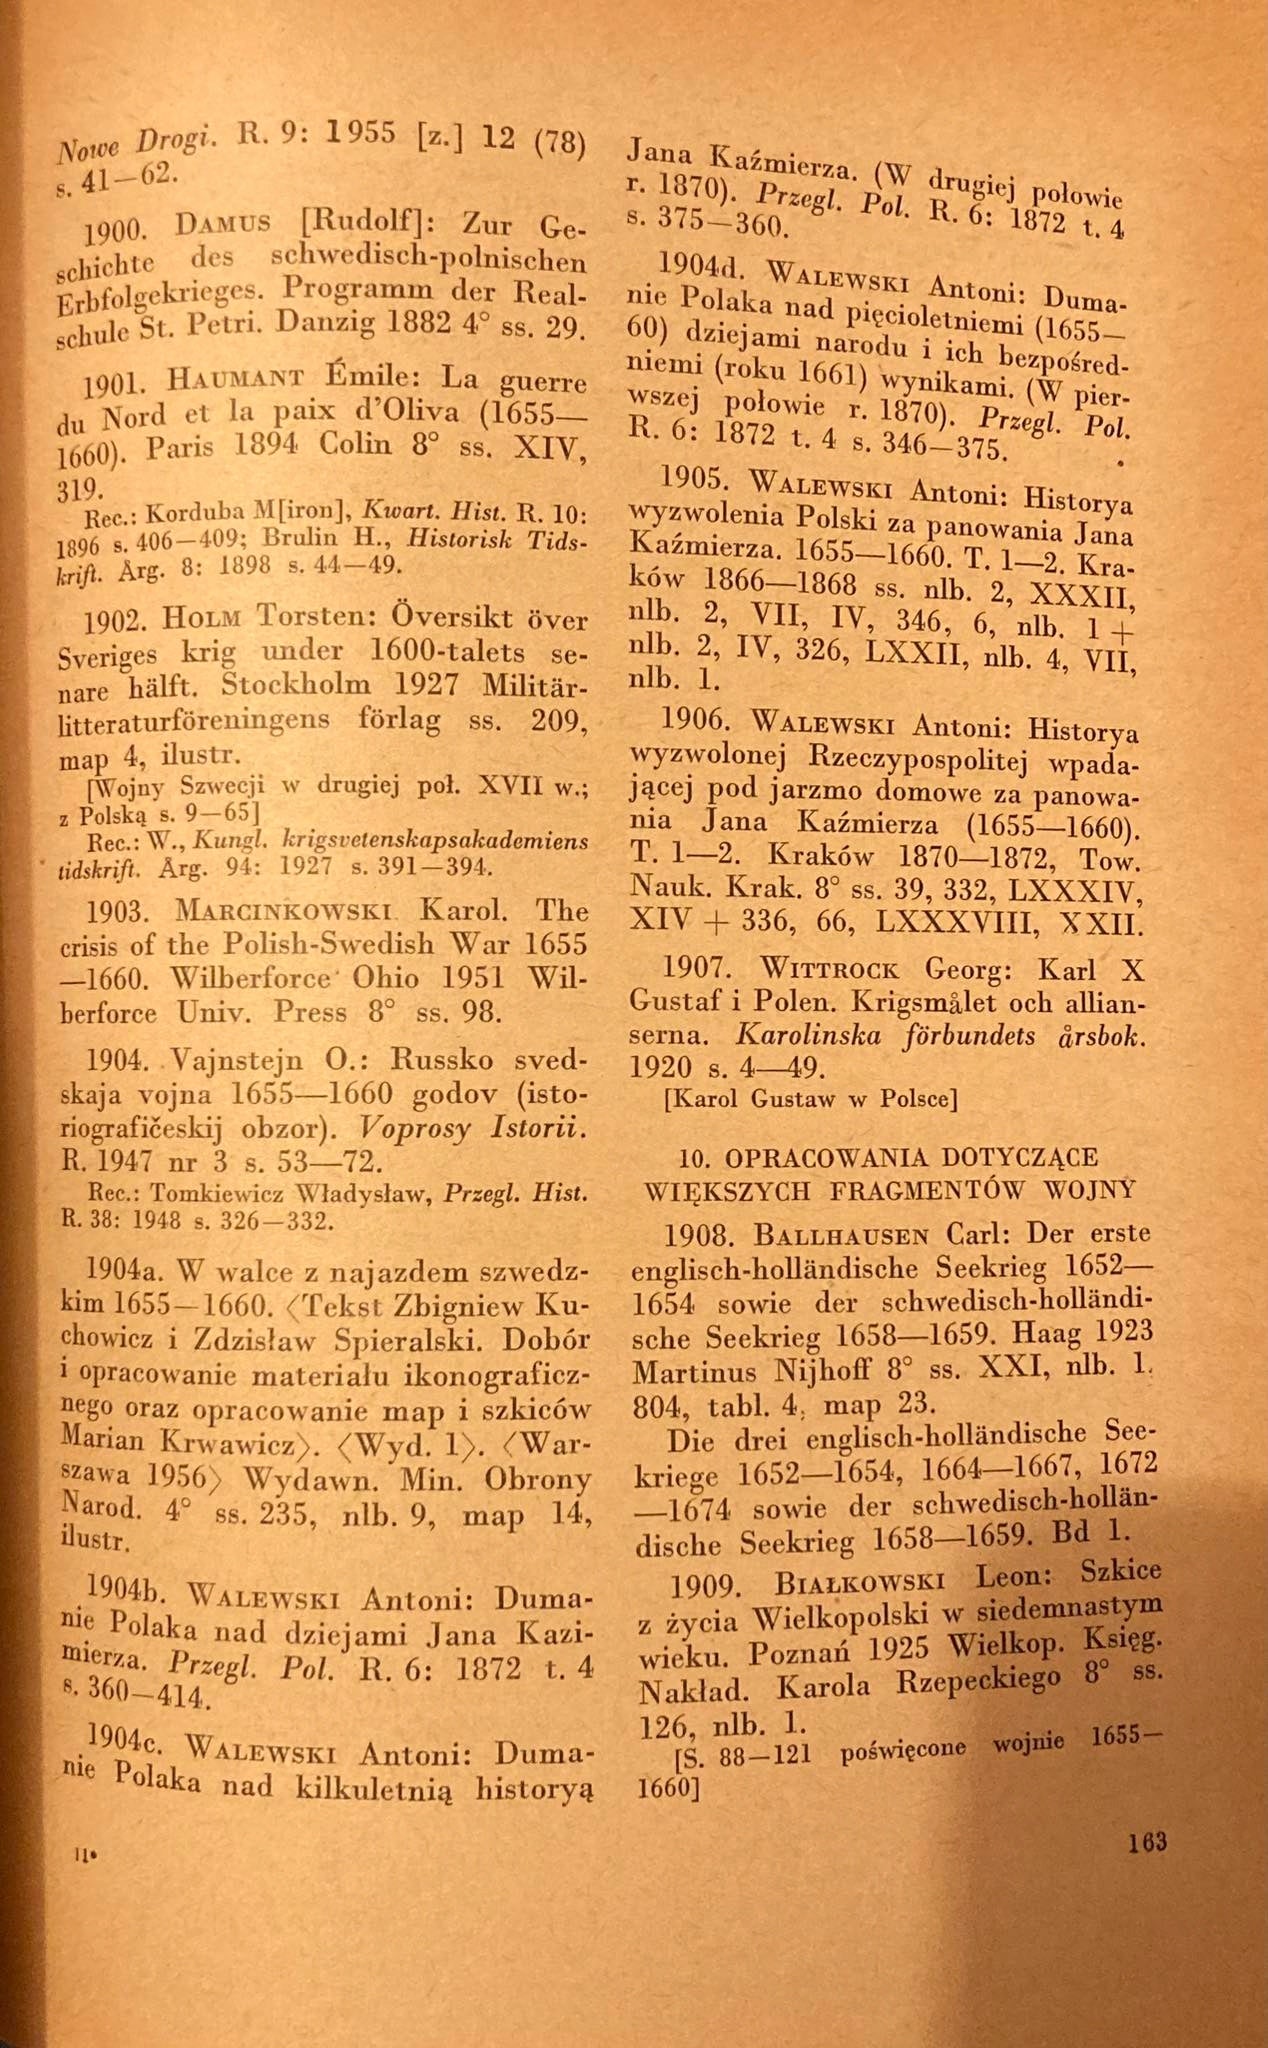 Nowe Drogi. R. 9: 1955 [z.] 12 (78)
s. 41—62.
1900. DAMUS [Rudolf]: Zur Ge-
schichte des schwedisch-polnischen
Erbfolgekrieges. Programm der Real-
schule St. Petri. Danzig 1882 4° ss. 29.
1901. HAUMANT Émile: La guerre
du Nord et la paix d'Oliva (1655—
1660). Paris 1894 Colin 8° ss. XIV,
319.
Rec.: Korduba M[iron], Kwart. Hist. R. 10:
1896 s. 406—409; Brulin H., Historisk Tids-
krift. Årg. 8: 1898 s. 44—49.
1902. HOLM Torsten: Översikt över
Sveriges krig under 1600-talets se-
nare hälft. Stockholm 1927 Militär-
litteraturföreningens förlag ss. 209,
map 4, ilustr.
[Wojny Szwecji w drugiej poł. XVII w.;
z Polską s. 9—65]
Rec.: W., Kungl. krigsvetenskapsakademiens
tidskrift. Årg. 94: 1927 s. 391—394.
1903. MARCINKOWSKI Karol. The
crisis of the Polish-Swedish War 1655
—1660. Wilberforce Ohio 1951 Wil-
berforce Univ. Press 8° ss. 98.
1904. Vajnstejn O.: Russko sved-
skaja vojna 1655—1660 godov (isto-
riografičeskij obzor). Voprosy Istorii.
R. 1947 nr 3 s. 53—72.
Rec.: Tomkiewicz Władysław, Przegl. Hist.
R. 38: 1948 s. 326—332.
1904a. W walce z najazdem szwedz-
kim 1655—1660. <Tekst Zbigniew Ku-
chowicz i Zdzisław Spieralski. Dobór
i opracowanie materiału ikonograficz-
nego oraz opracowanie map i szkiców
Marian Krwawicz>. <Wyd. 1>. <War-
szawa 1956> Wydawn. Min. Obrony
Narod. 4° ss. 235, nlb. 9, map 14,
ilustr.
1904b. WALEWSKI Antoni: Duma-
nie Polaka nad dziejami Jana Kazi-
mierza. Przegl. Pol. R. 6: 1872 t. 4
s. 360—414.
1904c. WALEWSKI Antoni: Duma-
nie Polaka nad kilkuletnią historyą
11*
Jana Kaźmierza. (W drugiej połowie
r. 1870). Przegl. Pol. R. 6: 1872 t. 4
s. 375—360.
1904d. WALEWSKI Antoni: Duma-
nie Polaka nad pięcioletniemi (1655—
60) dziejami narodu i ich bezpośred-
niemi (roku 1661) wynikami. (W pier-
wszej połowie r. 1870). Przegl. Pol.
R. 6: 1872 t. 4 s. 346—375.
1905. WALEWSKI Antoni: Historya
wyzwolenia Polski za panowania Jana
Kaźmierza. 1655—1660. T. 1—2. Kra-
ków 1866—1868 ss. nlb. 2, XXXII,
nlb. 2, VII, IV, 346, 6, nlb. 1 +
nlb. 2, IV, 326, LXXII, nlb. 4, VII,
nlb. 1.
1906. WALEWSKI Antoni: Historya
wyzwolonej Rzeczypospolitej wpada-
jącej pod jarzmo domowe za panowa-
nia Jana Kaźmierza (1655—1660).
T. 1—2. Kraków 1870—1872, Tow.
Nauk. Krak. 8° ss. 39, 332, LXXXIV,
XIV + 336, 66, LXXXVIII, XXII.
1907. WITTROCK Georg: Karl X
Gustaf i Polen. Krigsmålet och allian-
serna. Karolinska förbundets årsbok.
1920 s. 4—49.
[Karol Gustaw w Polsce]
10. OPRACOWANIA DOTYCZĄCE
WIĘKSZYCH FRAGMENTÓW WOJNY
1908. BALLHAUSEN Carl: Der erste
englisch-holländische Seekrieg 1652—
1654 sowie der schwedisch-holländi-
sche Seekrieg 1658—1659. Haag 1923
Martinus Nijhoff 8° ss. XXI, nlb. 1,
804, tabl. 4, map 23.
Die drei englisch-holländische See-
kriege 1652—1654, 1664—1667, 1672
—1674 sowie der schwedisch-hollän-
dische Seekrieg 1658—1659. Bd 1.
1909. BIAŁKOWSKI Leon: Szkice
z życia Wielkopolski w siedemnastym
wieku. Poznań 1925 Wielkop. Księg.
Nakład. Karola Rzepeckiego 8° ss.
126, nlb. 1.
[S. 88—121 poświęcone wojnie 1655—
1660]
163